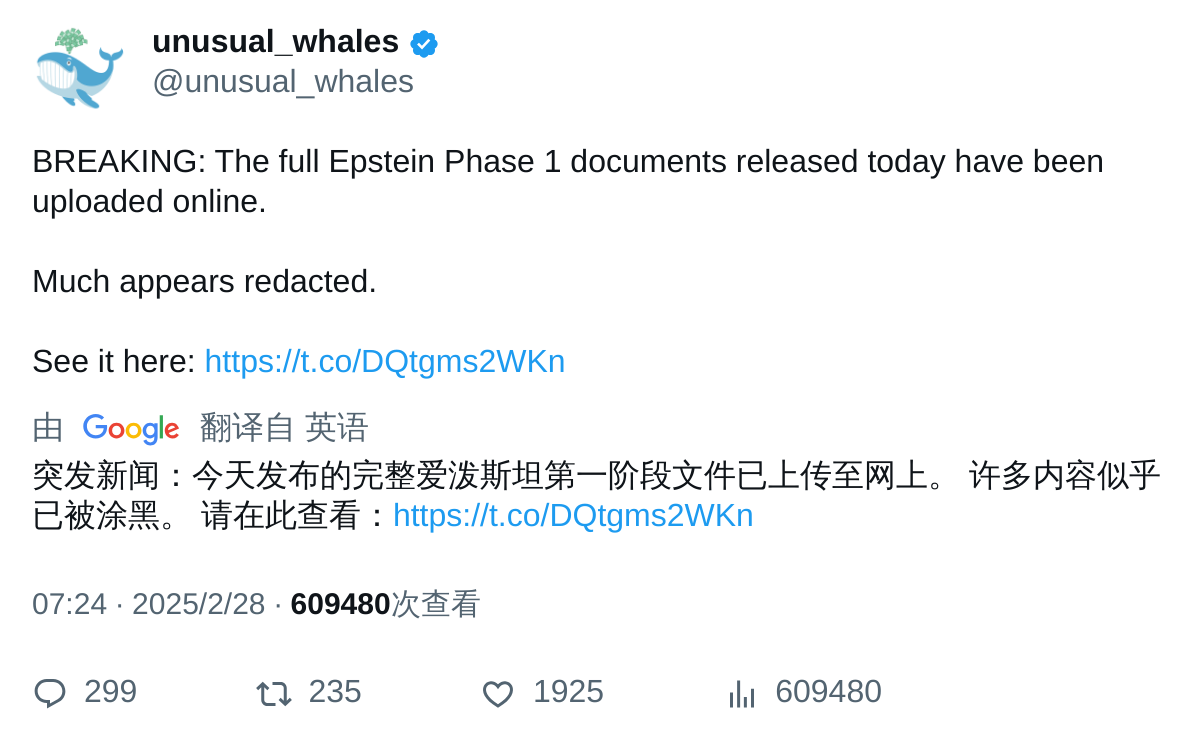 unusual_whales
@unusual_whales
BREAKING: The full Epstein Phase 1 documents released today have been
uploaded online.
Much appears redacted.
See it here: https://t.co/DQtgms2WKn
由 Google 翻译自 英语
突发新闻：今天发布的完整爱泼斯坦第一阶段文件已上传至网上。 许多内容似乎
已被涂黑。 请在此查看：https://t.co/DQtgms2WKn
07:24 · 2025/2/28 · 609480次查看
299 235 1925 609480